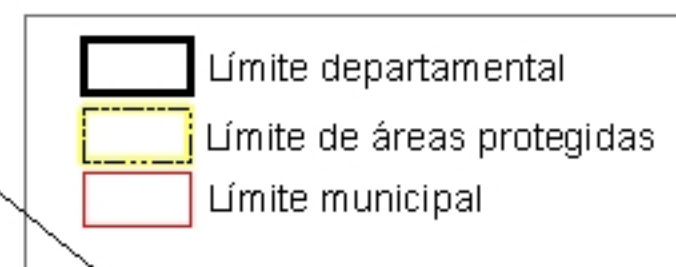 Límite departamental
Límite de áreas protegidas
Límite municipal